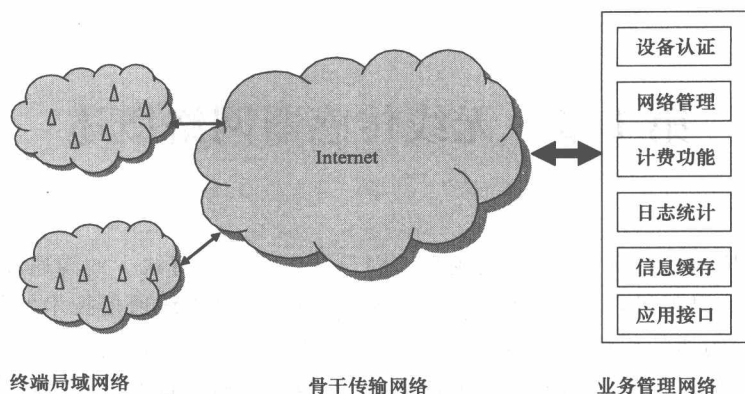 设备认证
网络管理
Internet
计费功能
日志统计
信息缓存
应用接口
终端局域网络
骨干传输网络
业务管理网络